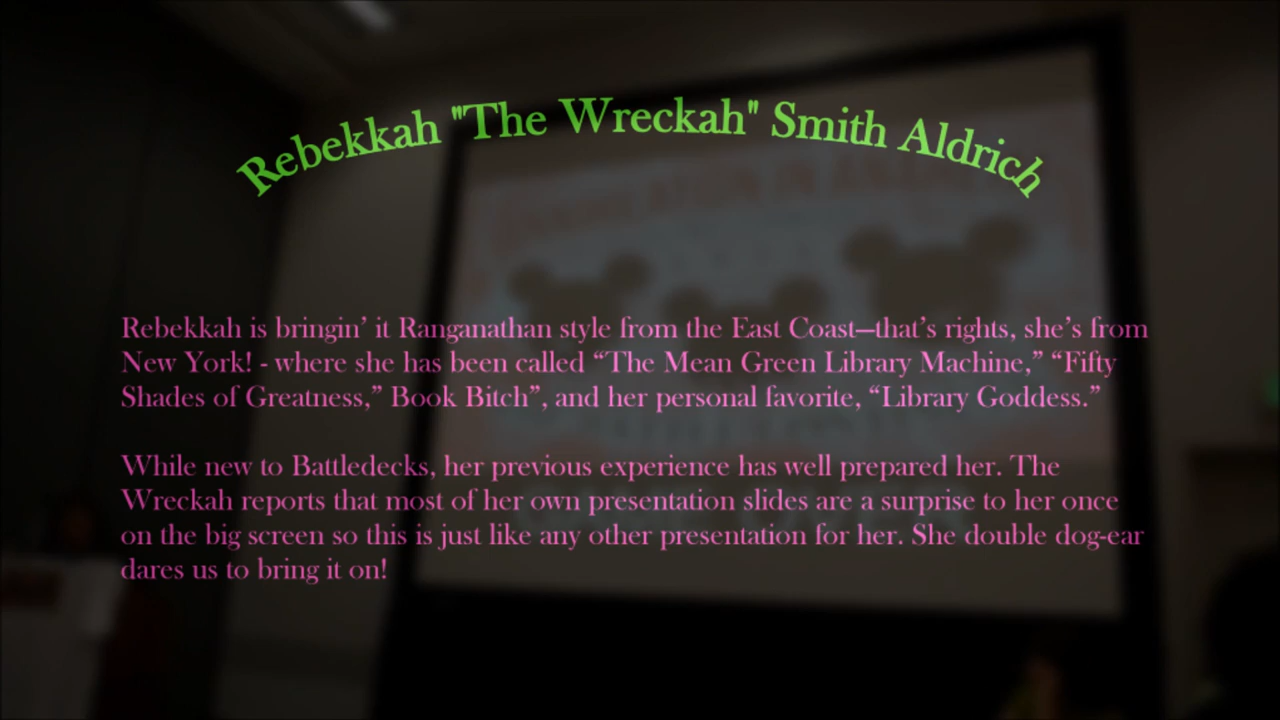 Rebekkah "The Wreckah" Smith Aldrich
Rebekkah is bringin’ it Ranganathan style from the East Coast—that’s rights, she’s from
New York! - where she has been called “The Mean Green Library Machine,” “Fifty
Shades of Greatness,” Book Bitch”, and her personal favorite, “Library Goddess.”
While new to Battledecks, her previous experience has well prepared her. The
Wreckah reports that most of her own presentation slides are a surprise to her once
on the big screen so this is just like any other presentation for her. She double dog-ear
dares us to bring it on!